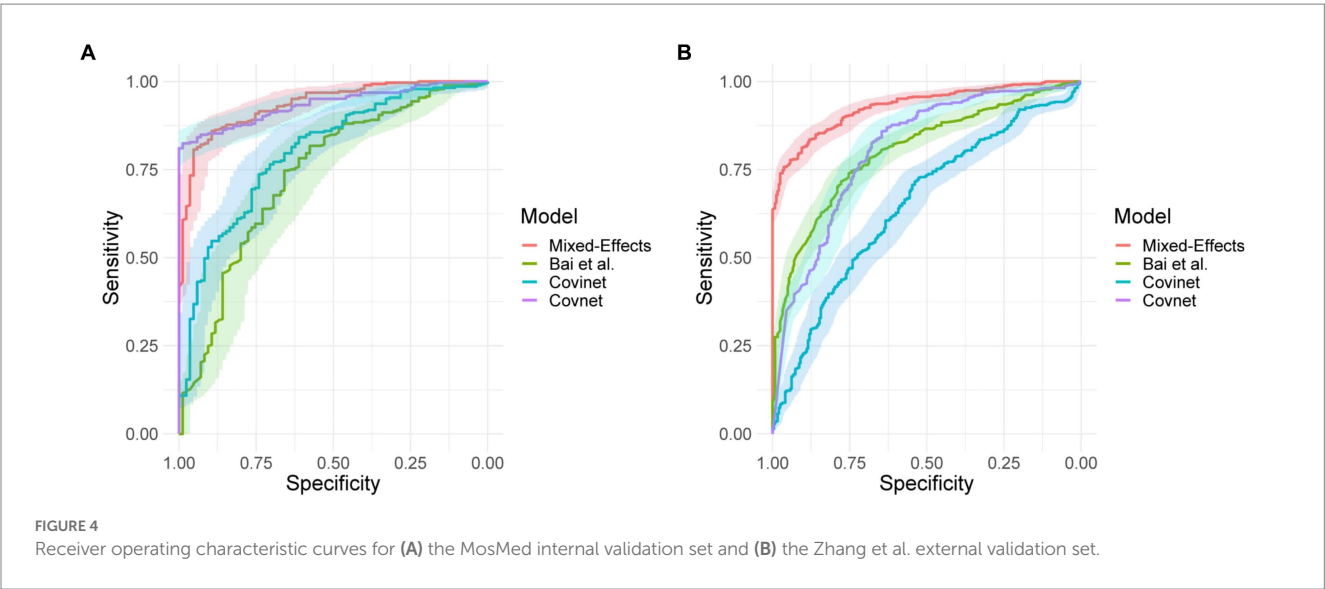 A
1.00
0.75
0.50
0.25
0.00
Sensitivity
1.00 0.75 0.50 0.25 0.00
Specificity
Model
Mixed-Effects
Bai et al.
Covinet
Covnet
B
1.00
0.75
0.50
0.25
0.00
Sensitivity
1.00 0.75 0.50 0.25 0.00
Specificity
Model
Mixed-Effects
Bai et al.
Covinet
Covnet
FIGURE 4
Receiver operating characteristic curves for (A) the MosMed internal validation set and (B) the Zhang et al. external validation set.